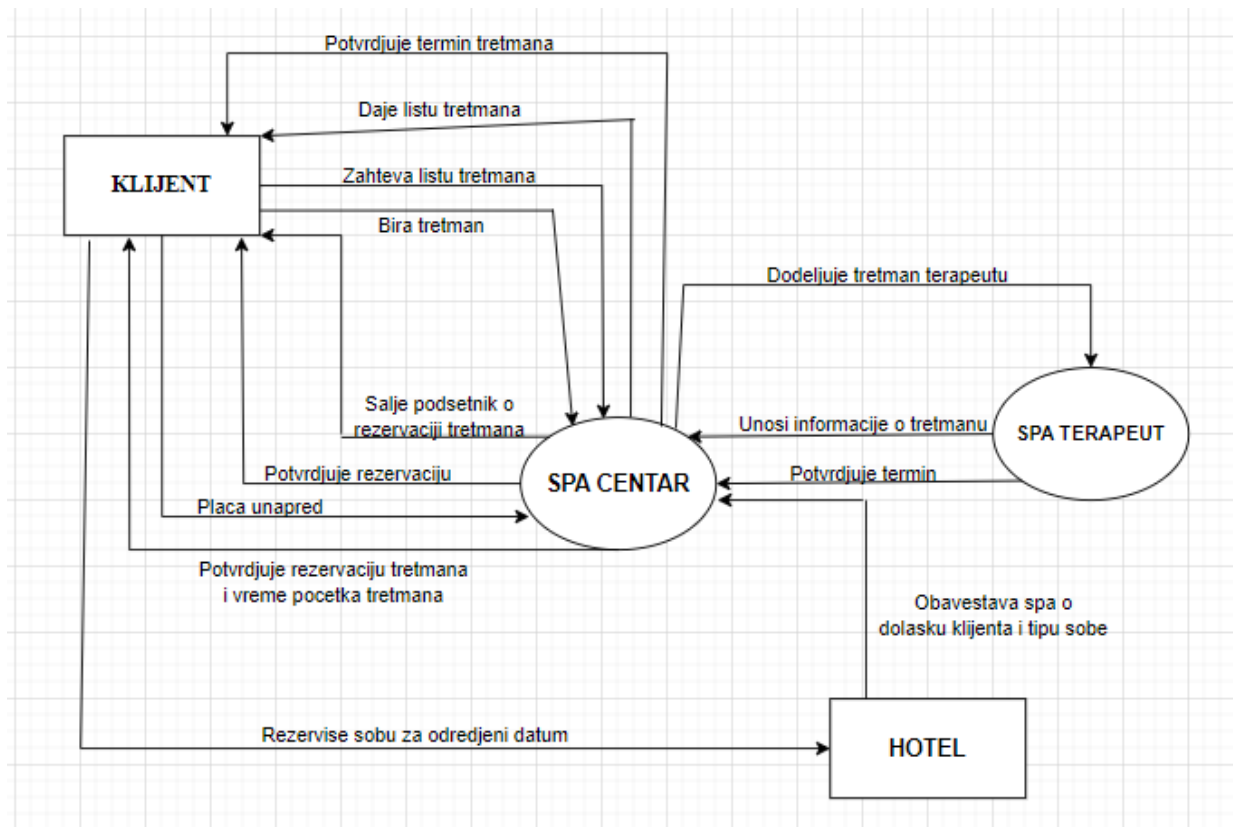 Potvrdjuje termin tretmana
Daje listu tretmana
KLIJENT
Zahteva listu tretmana
Bira tretman
Dodeljuje tretman terapeutu
Salje podsetnik o
rezervaciji tretmana
Unosi informacije o tretmanu
SPA TERAPEUT
Potvrdjuje rezervaciju
SPA CENTAR
Potvrdjuje termin
Placa unapred
Potvrdjuje rezervaciju tretmana
i vreme pocetka tretmana
Obavestava spa o
dolasku klijenta i tipu sobe
Rezervise sobu za odredjeni datum
HOTEL